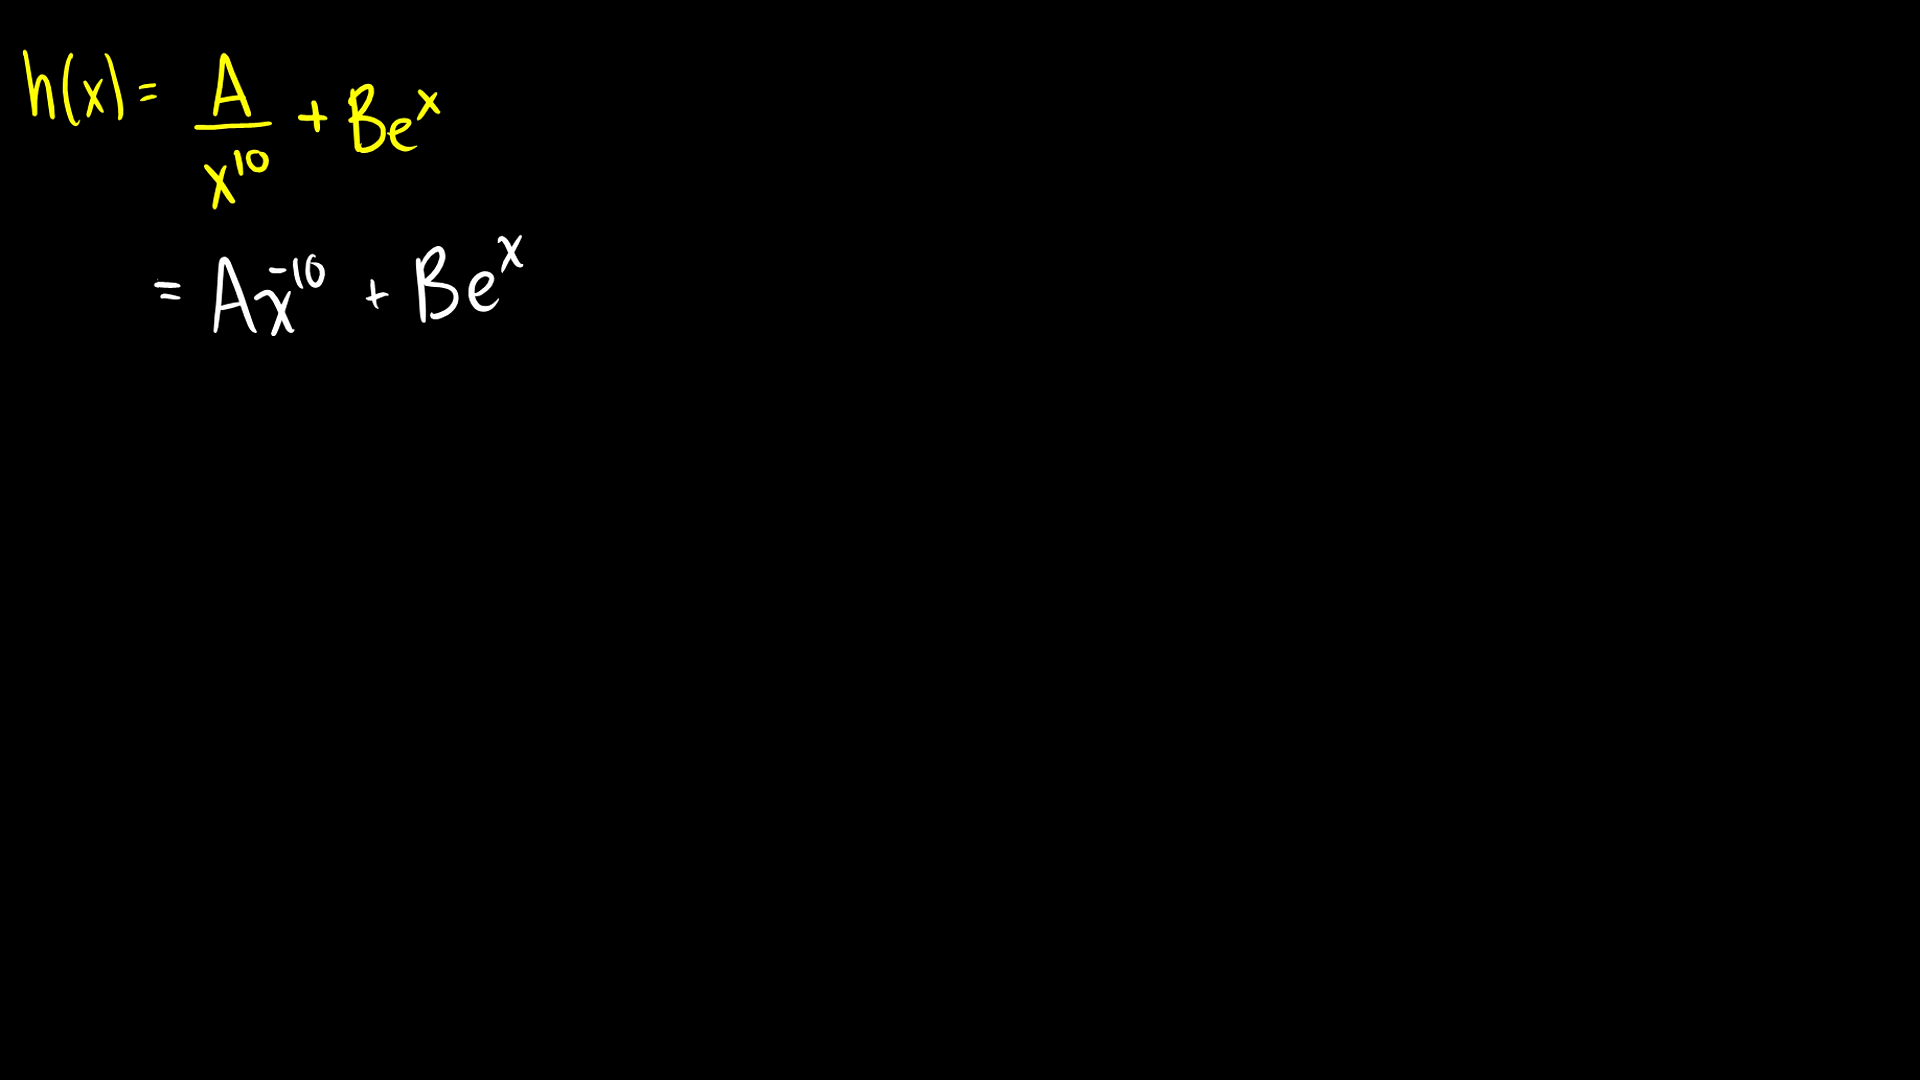 h(x) = A/x^10 + Be^x
= Ax^-10 + Be^x